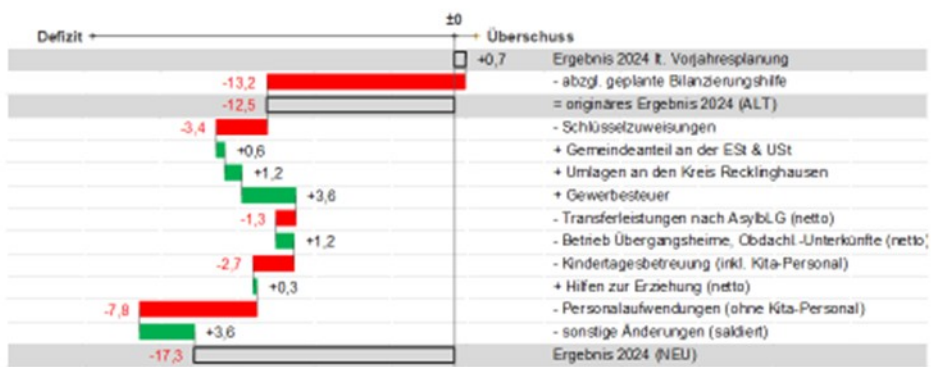 ±0
Defizit Überschuss
+0,7 Ergebnis 2024 lt. Vorjahresplanung
-13,2 - abzgl. geplante Bilanzierungshilfe
-12,5 = originäres Ergebnis 2024 (ALT)
-3,4 - Schlüsselzuweisungen
+0,6 + Gemeindeanteil an der ESt & USt
+1,2 + Umlagen an den Kreis Recklinghausen
+3,6 + Gewerbesteuer
-1,3 - Transferleistungen nach AsylbLG (netto)
+1,2 - Betrieb Übergangsheime, Obdachl.-Unterkünfte (netto)
-2,7 - Kindertagesbetreuung (inkl. Kita-Personal)
+0,3 + Hilfen zur Erziehung (netto)
-7,8 - Personalaufwendungen (ohne Kita-Personal)
+3,6 - sonstige Änderungen (saldiert)
-17,3 Ergebnis 2024 (NEU)